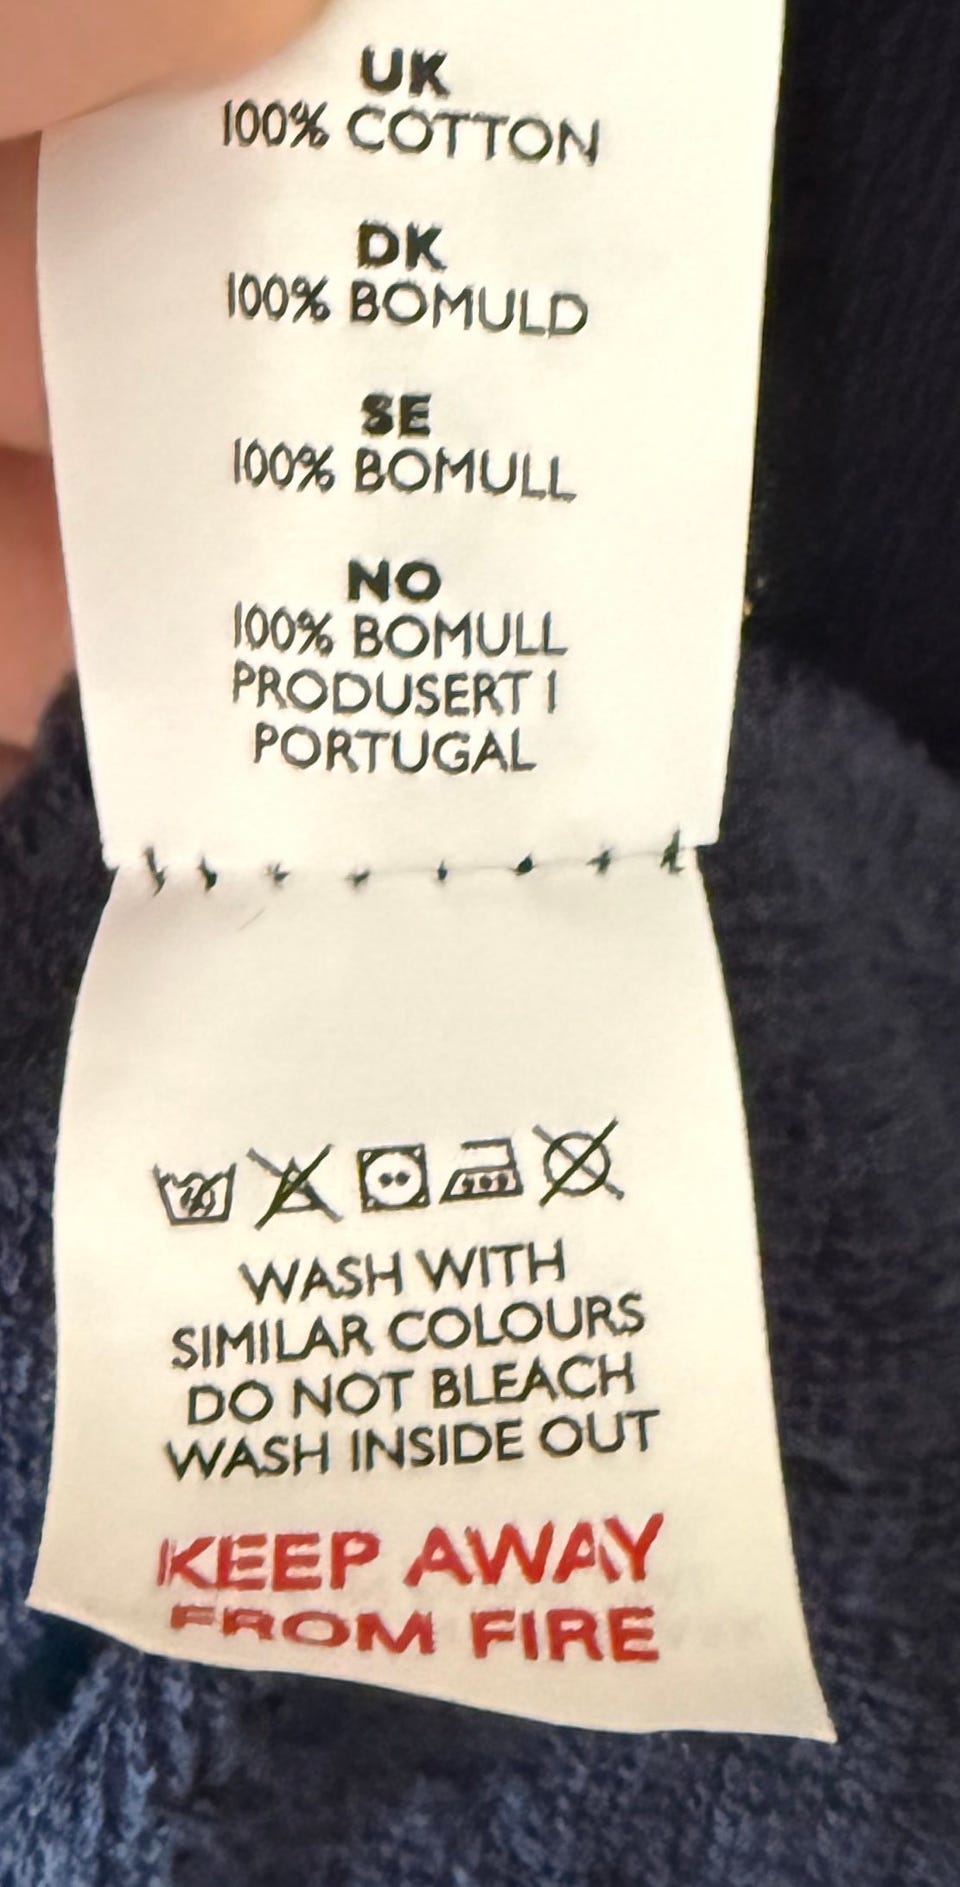 UK
100% COTTON
DK
100% BOMULD
SE
100% BOMULL
NO
100% BOMULL
PRODUSERT I
PORTUGAL
WASH WITH
SIMILAR COLOURS
DO NOT BLEACH
WASH INSIDE OUT
KEEP AWAY
FROM FIRE